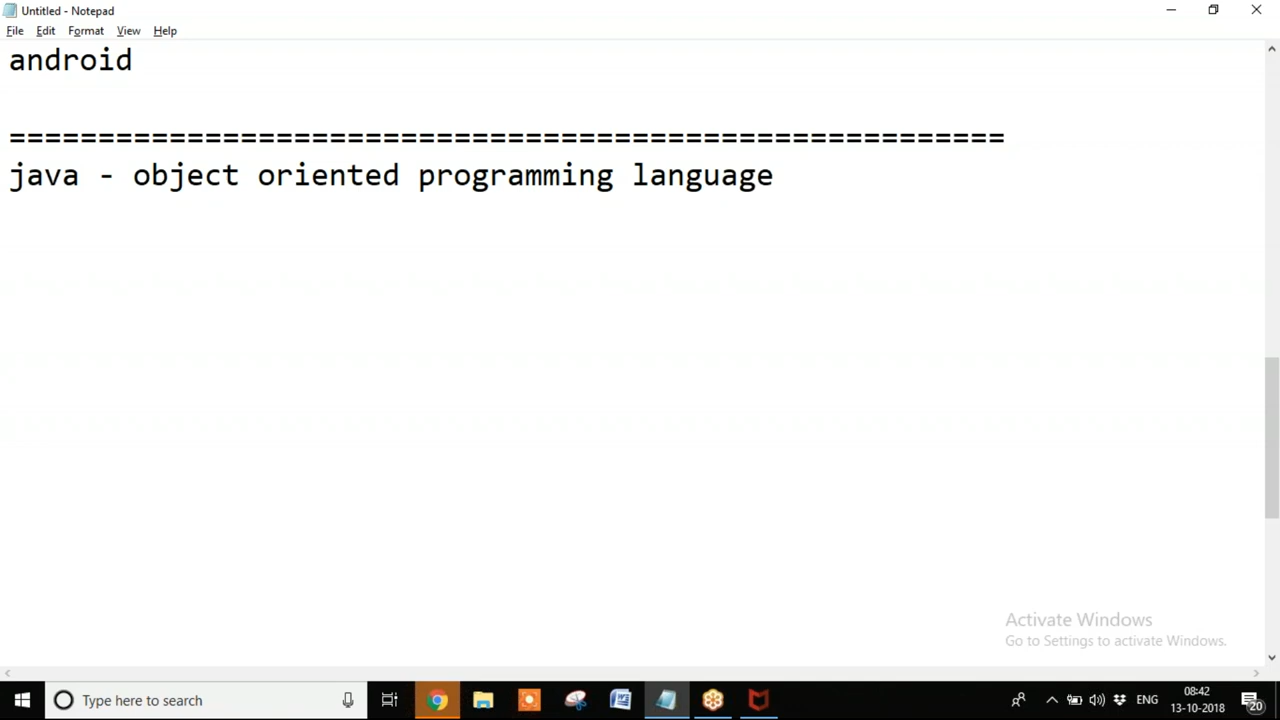 Untitled - Notepad
File Edit Format View Help
android
========================================================
java - object oriented programming language
Activate Windows
Go to Settings to activate Windows.
Type here to search
ENG
08:42
13-10-2018
20